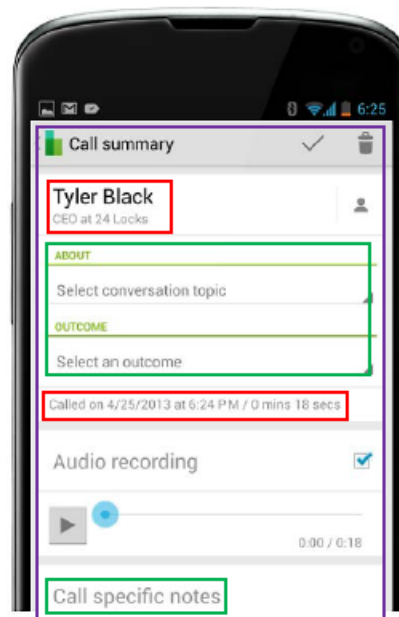 6:25
Call summary
Tyler Black
CEO at 24 Locks
ABOUT
Select conversation topic
OUTCOME
Select an outcome
Called on 4/25/2013 at 6:24 PM / 0 mins 18 secs
Audio recording
0:00 / 0:18
Call specific notes